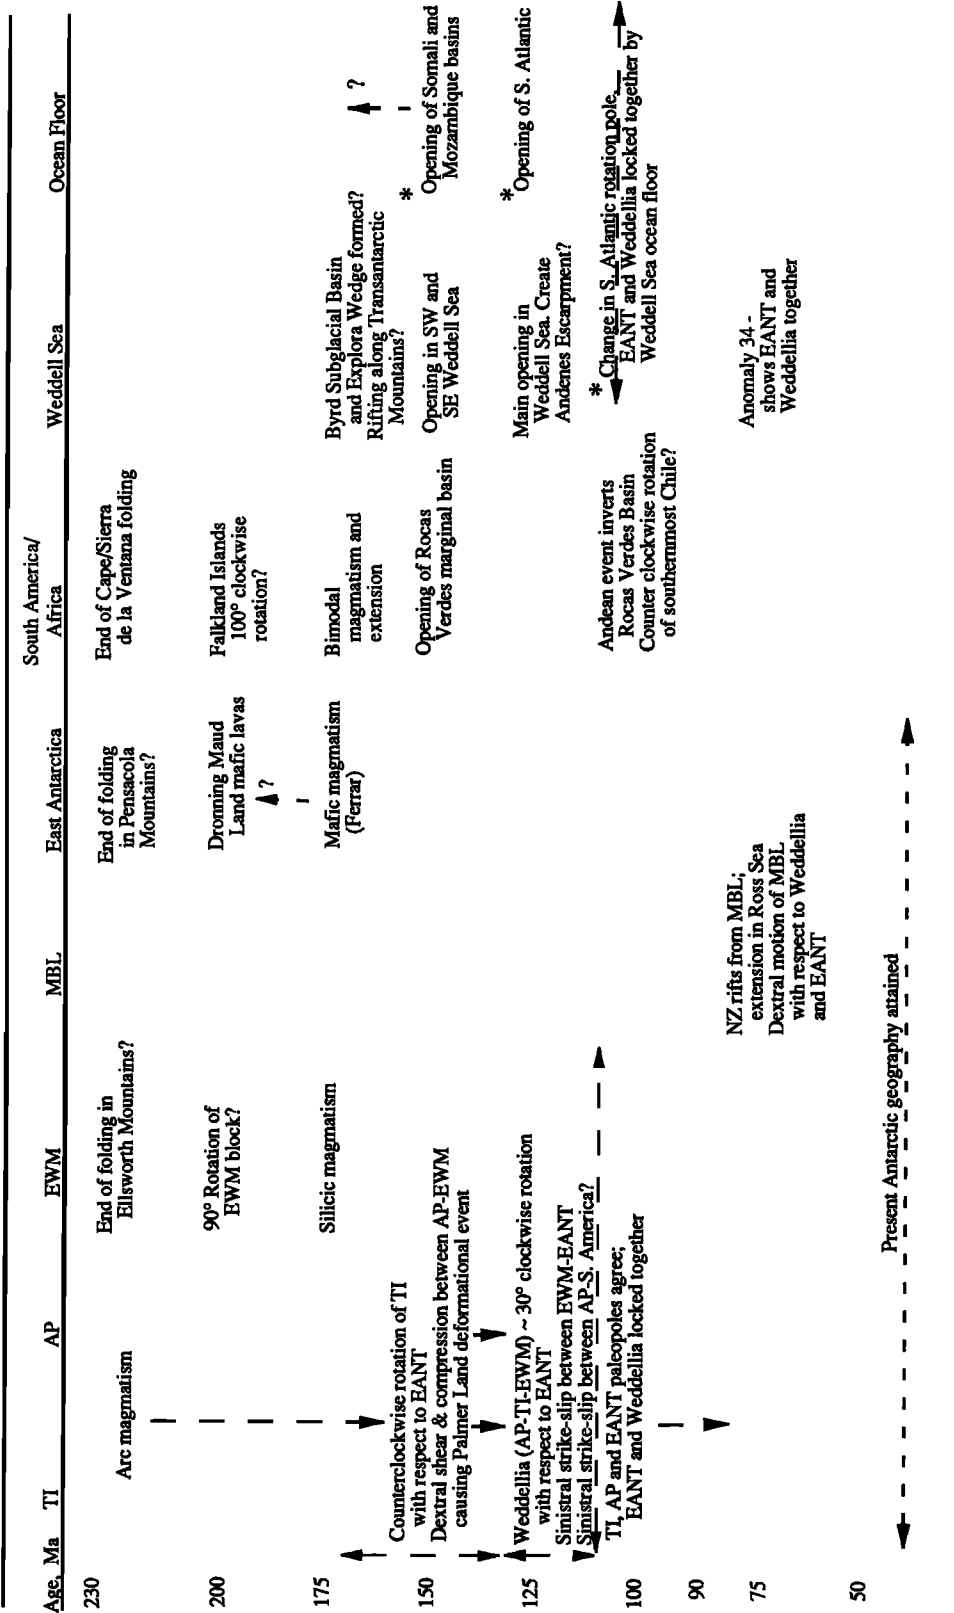 South America/
Age, Ma TI AP EWM MBL East Antarctica Africa Weddell Sea Ocean Floor
230
Arc magmatism
End of folding in
Ellsworth Mountains?
End of folding
in Pensacola
Mountains?
End of Cape/Sierra
de la Ventana folding
200
90° Rotation of
EWM block?
Dronning Maud
Land mafic lavas
?
Falkland Islands
100° clockwise
rotation?
175
Silicic magmatism
Mafic magmatism
(Ferrar)
Bimodal
magmatism and
extension
Byrd Subglacial Basin
and Explora Wedge formed?
Rifting along Transantarctic
Mountains?
?
150
Counterclockwise rotation of TI
with respect to EANT
Dextral shear & compression between AP-EWM
causing Palmer Land deformational event
Opening of Rocas
Verdes marginal basin
Opening in SW and
SE Weddell Sea
*
Opening of Somali and
Mozambique basins
125
Weddellia (AP-TI-EWM) ~ 30° clockwise rotation
with respect to EANT
Sinistral strike-slip between EWM-EANT
Sinistral strike-slip between AP-S. America?
Main opening in
Weddell Sea. Create
Andenes Escarpment?
*
Opening of S. Atlantic
100
TI, AP and EANT paleopoles agree;
EANT and Weddellia locked together
Andean event inverts
Rocas Verdes Basin
Counter clockwise rotation
of southernmost Chile?
* Change in S. Atlantic rotation pole.
EANT and Weddellia locked together by
Weddell Sea ocean floor
90
75
NZ rifts from MBL;
extension in Ross Sea
Dextral motion of MBL
with respect to Weddellia
and EANT
Anomaly 34 -
shows EANT and
Weddellia together
50
Present Antarctic geography attained